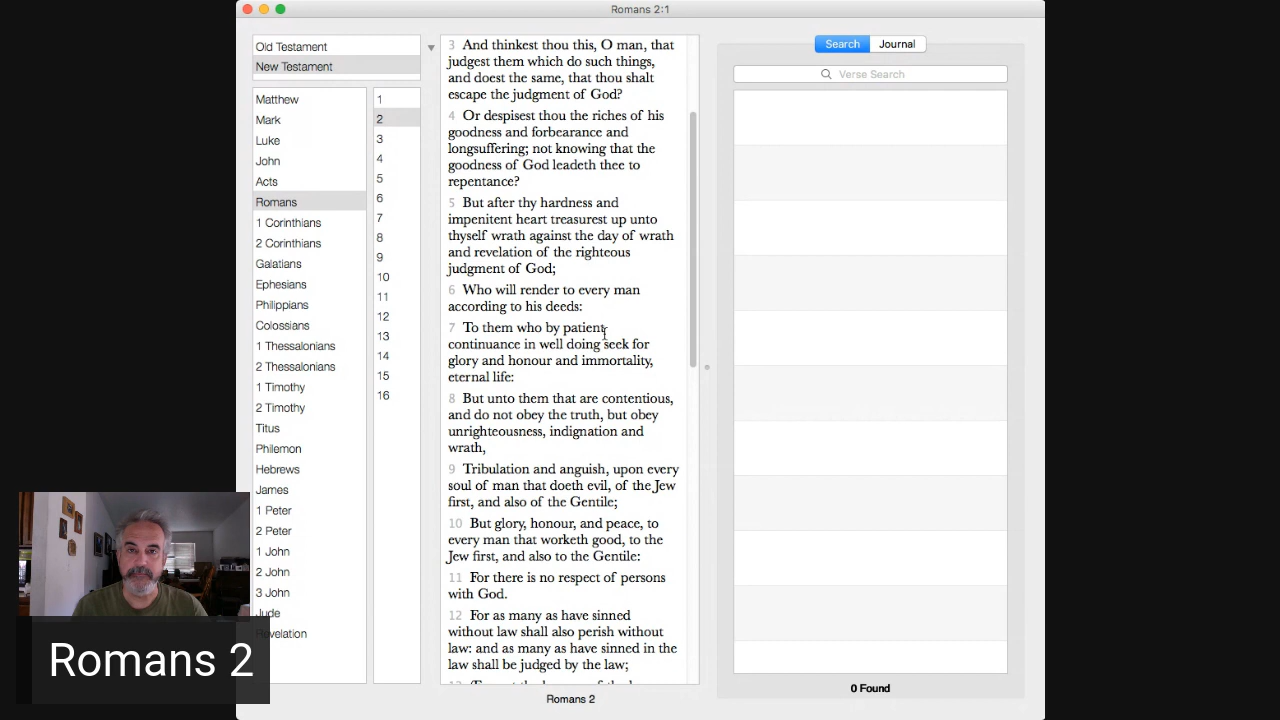 Romans 2:1
Old Testament
New Testament
Matthew
Mark
Luke
John
Acts
Romans
1 Corinthians
2 Corinthians
Galatians
Ephesians
Philippians
Colossians
1 Thessalonians
2 Thessalonians
1 Timothy
2 Timothy
Titus
Philemon
Hebrews
James
1 Peter
2 Peter
1 John
2 John
3 John
Jude
Revelation
1
2
3
4
5
6
7
8
9
10
11
12
13
14
15
16
3 And thinkest thou this, O man, that
judgest them which do such things,
and doest the same, that thou shalt
escape the judgment of God?
4 Or despisest thou the riches of his
goodness and forbearance and
longsuffering; not knowing that the
goodness of God leadeth thee to
repentance?
5 But after thy hardness and
impenitent heart treasurest up unto
thyself wrath against the day of wrath
and revelation of the righteous
judgment of God;
6 Who will render to every man
according to his deeds:
7 To them who by patient
continuance in well doing seek for
glory and honour and immortality,
eternal life:
8 But unto them that are contentious,
and do not obey the truth, but obey
unrighteousness, indignation and
wrath,
9 Tribulation and anguish, upon every
soul of man that doeth evil, of the Jew
first, and also of the Gentile;
10 But glory, honour, and peace, to
every man that worketh good, to the
Jew first, and also to the Gentile:
11 For there is no respect of persons
with God.
12 For as many as have sinned
without law shall also perish without
law: and as many as have sinned in the
law shall be judged by the law;
Romans 2
Search
Journal
Verse Search
0 Found
Romans 2